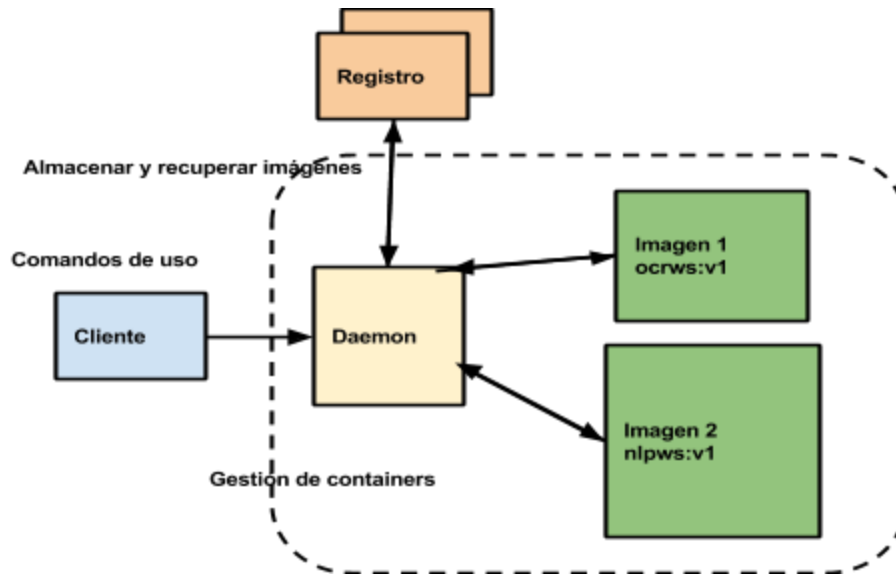 Registro
Almacenar y recuperar imágenes
Imagen 1
ocrws:v1
Comandos de uso
Cliente
Daemon
Imagen 2
nlpws:v1
Gestión de containers